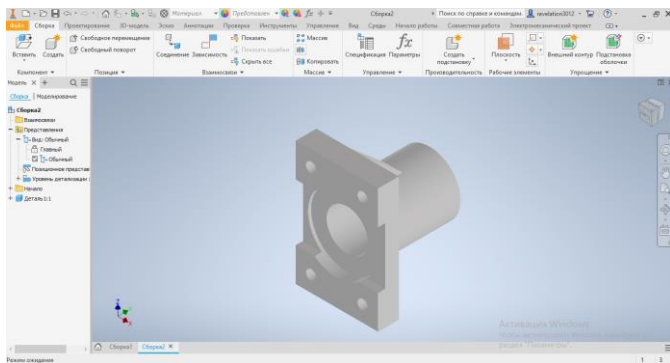 Материал
Сборка2
Поиск по справке и командам
revelation3012
Файл Сборка Проектирование 3D-модель Эскиз Аннотации Проверка Инструменты Управление Вид Среды Начало работы Совместная работа Электромеханический проект
Вставить
Создать
Свободное перемещение
Свободный поворот
Соединение
Зависимость
Показать
Показать ошибки
Скрыть все
Массив
Копировать
Спецификация
Параметры
Создать подстановку
Плоскость
Внешний контур
Подстановка оболочки
Компонент
Позиция
Взаимосвязи
Массив
Управление
Производительность
Рабочие элементы
Упрощение
Модель
Сборка Моделирование
Сборка2
Взаимосвязи
Представления
Вид: Обычный
Главный
Обычный
Позиционное представ
Уровень детализации
Начало
Деталь1:1
Активация Windows
Сборка1 Сборка2
Режим ожидания
1 3